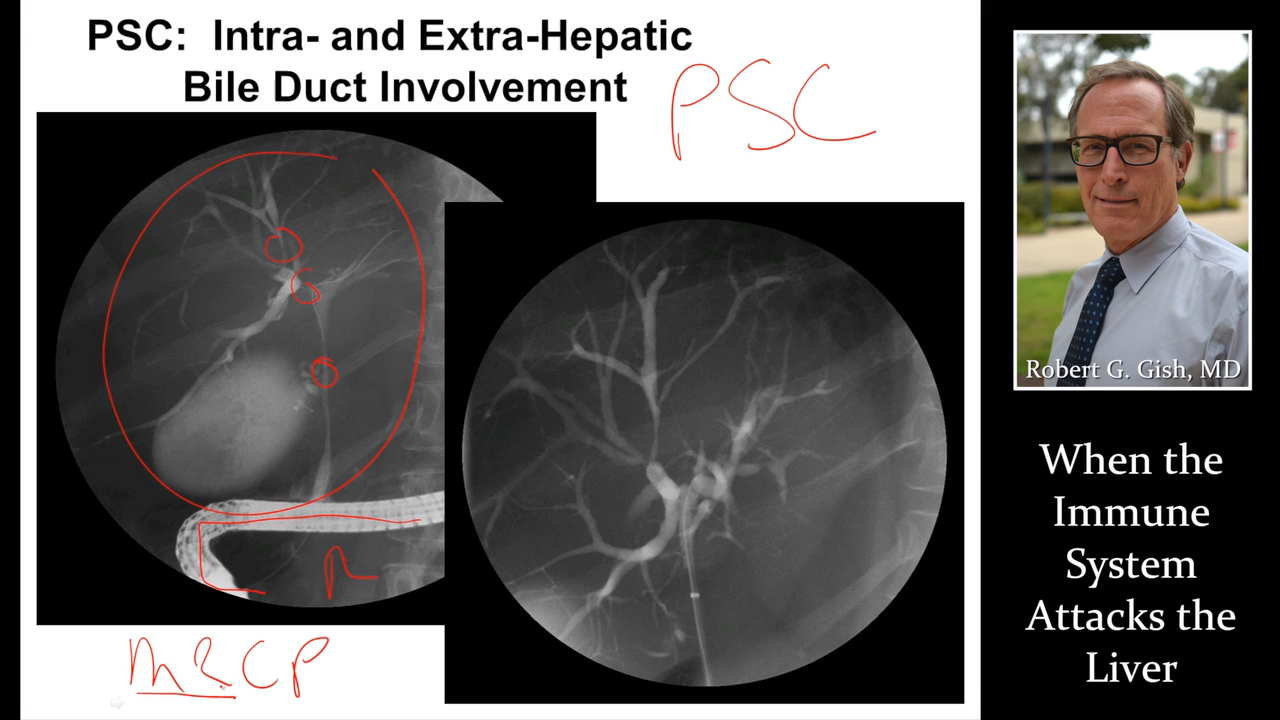 PSC: Intra- and Extra-Hepatic
Bile Duct Involvement
PSC
MRCP
Robert G. Gish, MD
When the
Immune
System
Attacks the
Liver